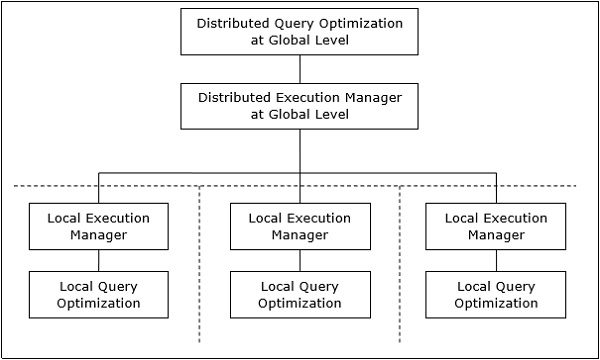 Distributed Query Optimization
at Global Level
Distributed Execution Manager
at Global Level
Local Execution
Manager
Local Execution
Manager
Local Execution
Manager
Local Query
Optimization
Local Query
Optimization
Local Query
Optimization